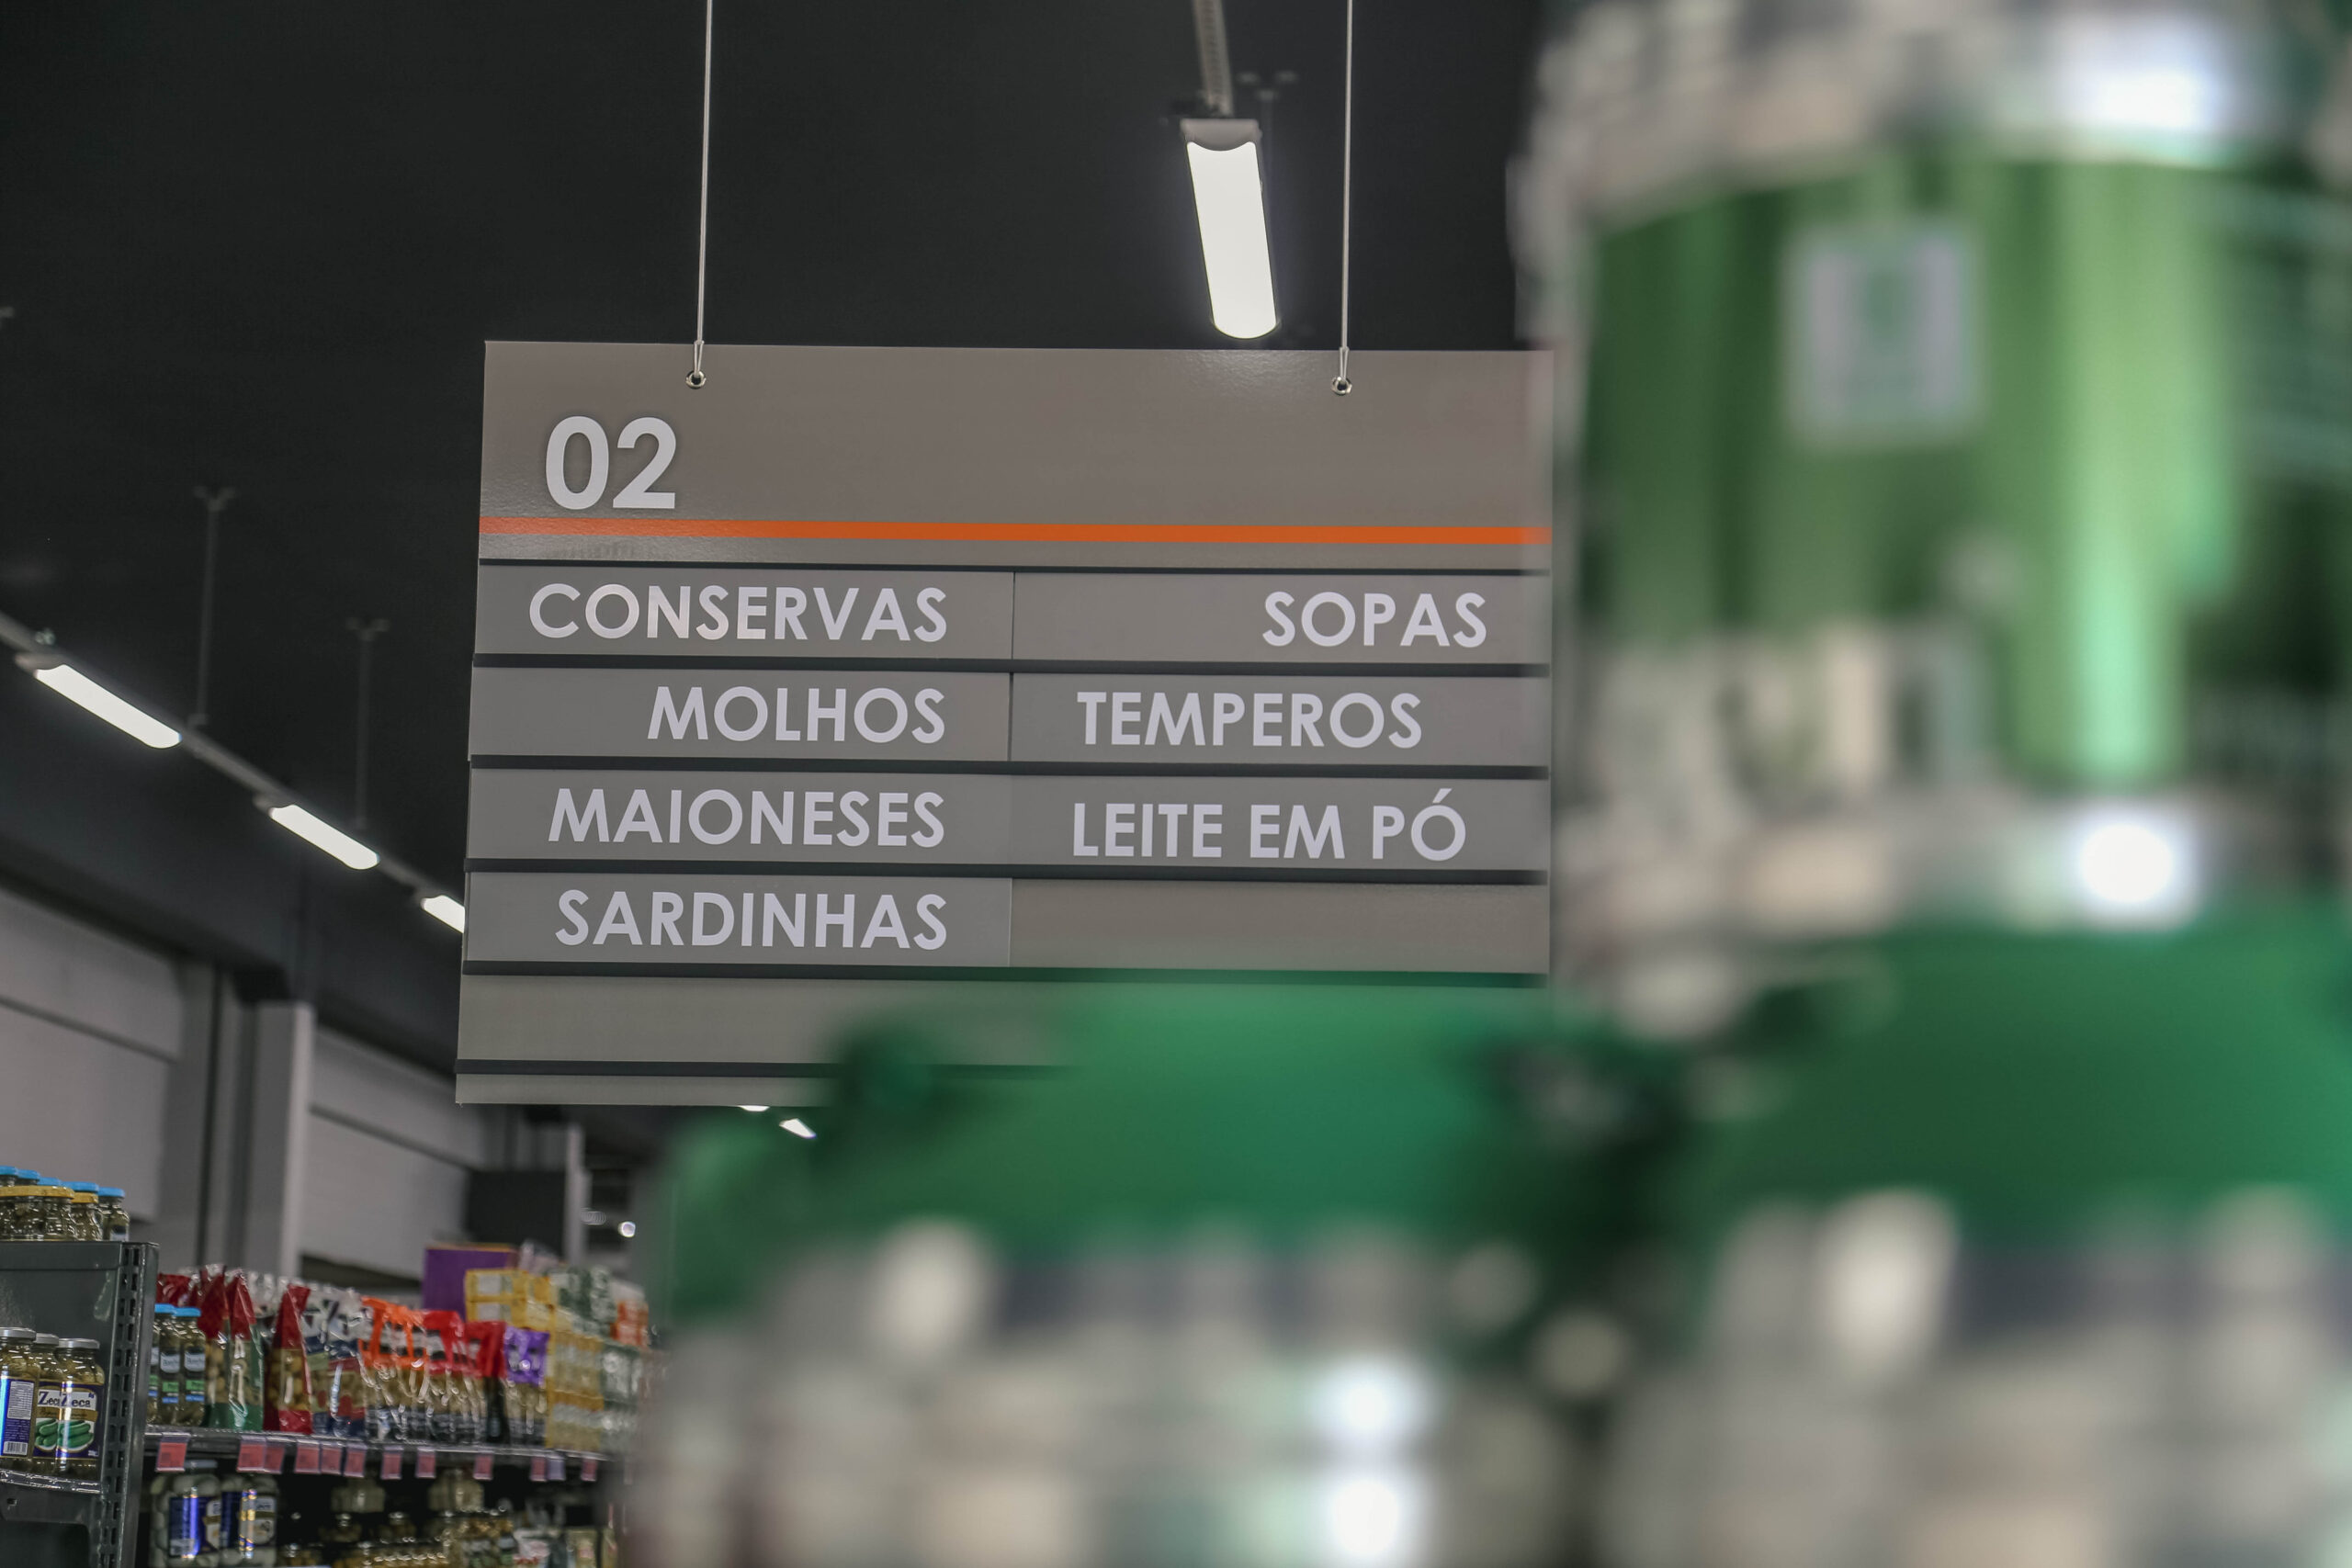 02
CONSERVAS
MOLHOS
MAIONESES
SARDINHAS
SOPAS
TEMPEROS
LEITE EM PÓ